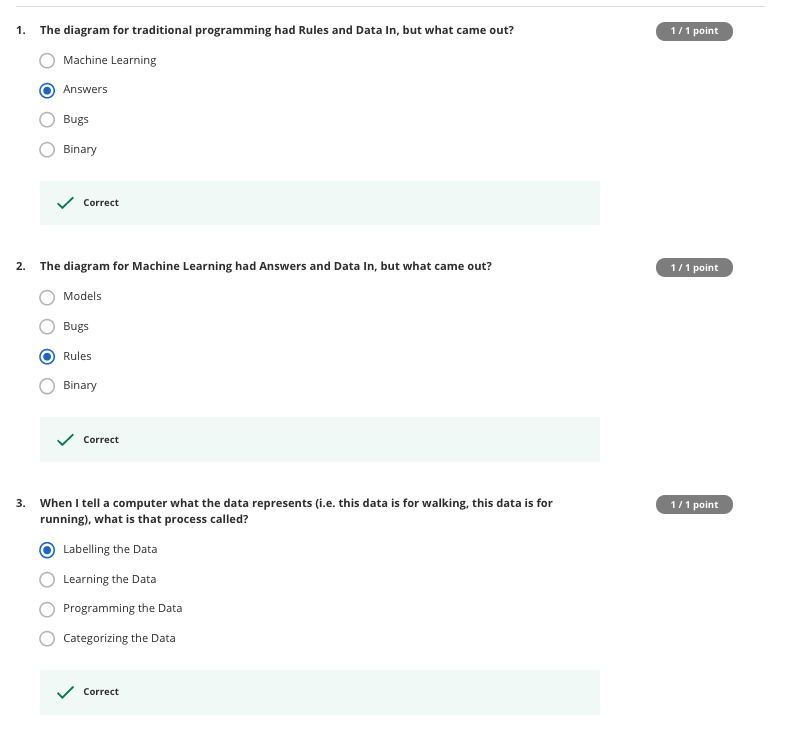 1. The diagram for traditional programming had Rules and Data In, but what came out?
1 / 1 point
Machine Learning
Answers
Bugs
Binary
Correct
2. The diagram for Machine Learning had Answers and Data In, but what came out?
1 / 1 point
Models
Bugs
Rules
Binary
Correct
3. When I tell a computer what the data represents (i.e. this data is for walking, this data is for
running), what is that process called?
1 / 1 point
Labelling the Data
Learning the Data
Programming the Data
Categorizing the Data
Correct